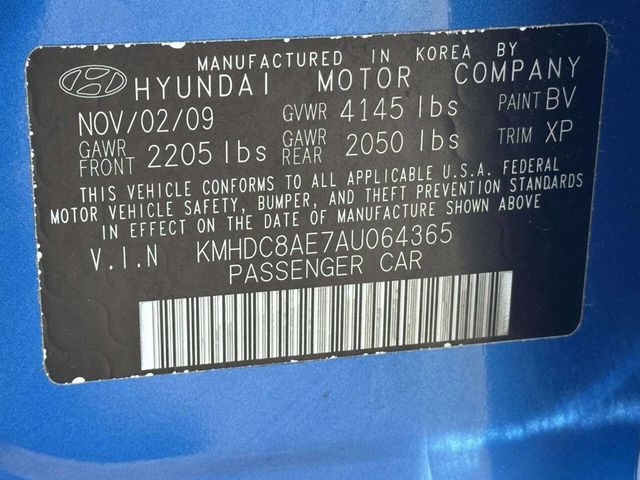 MANUFACTURED IN KOREA BY
HYUNDAI MOTOR COMPANY
NOV/02/09 GVWR 4145 lbs PAINT BV
GAWR FRONT 2205 lbs GAWR REAR 2050 lbs TRIM XP
THIS VEHICLE CONFORMS TO ALL APPLICABLE U.S.A. FEDERAL
MOTOR VEHICLE SAFETY, BUMPER, AND THEFT PREVENTION STANDARDS
IN EFFECT ON THE DATE OF MANUFACTURE SHOWN ABOVE
V.I.N KMHDC8AE7AU064365
PASSENGER CAR